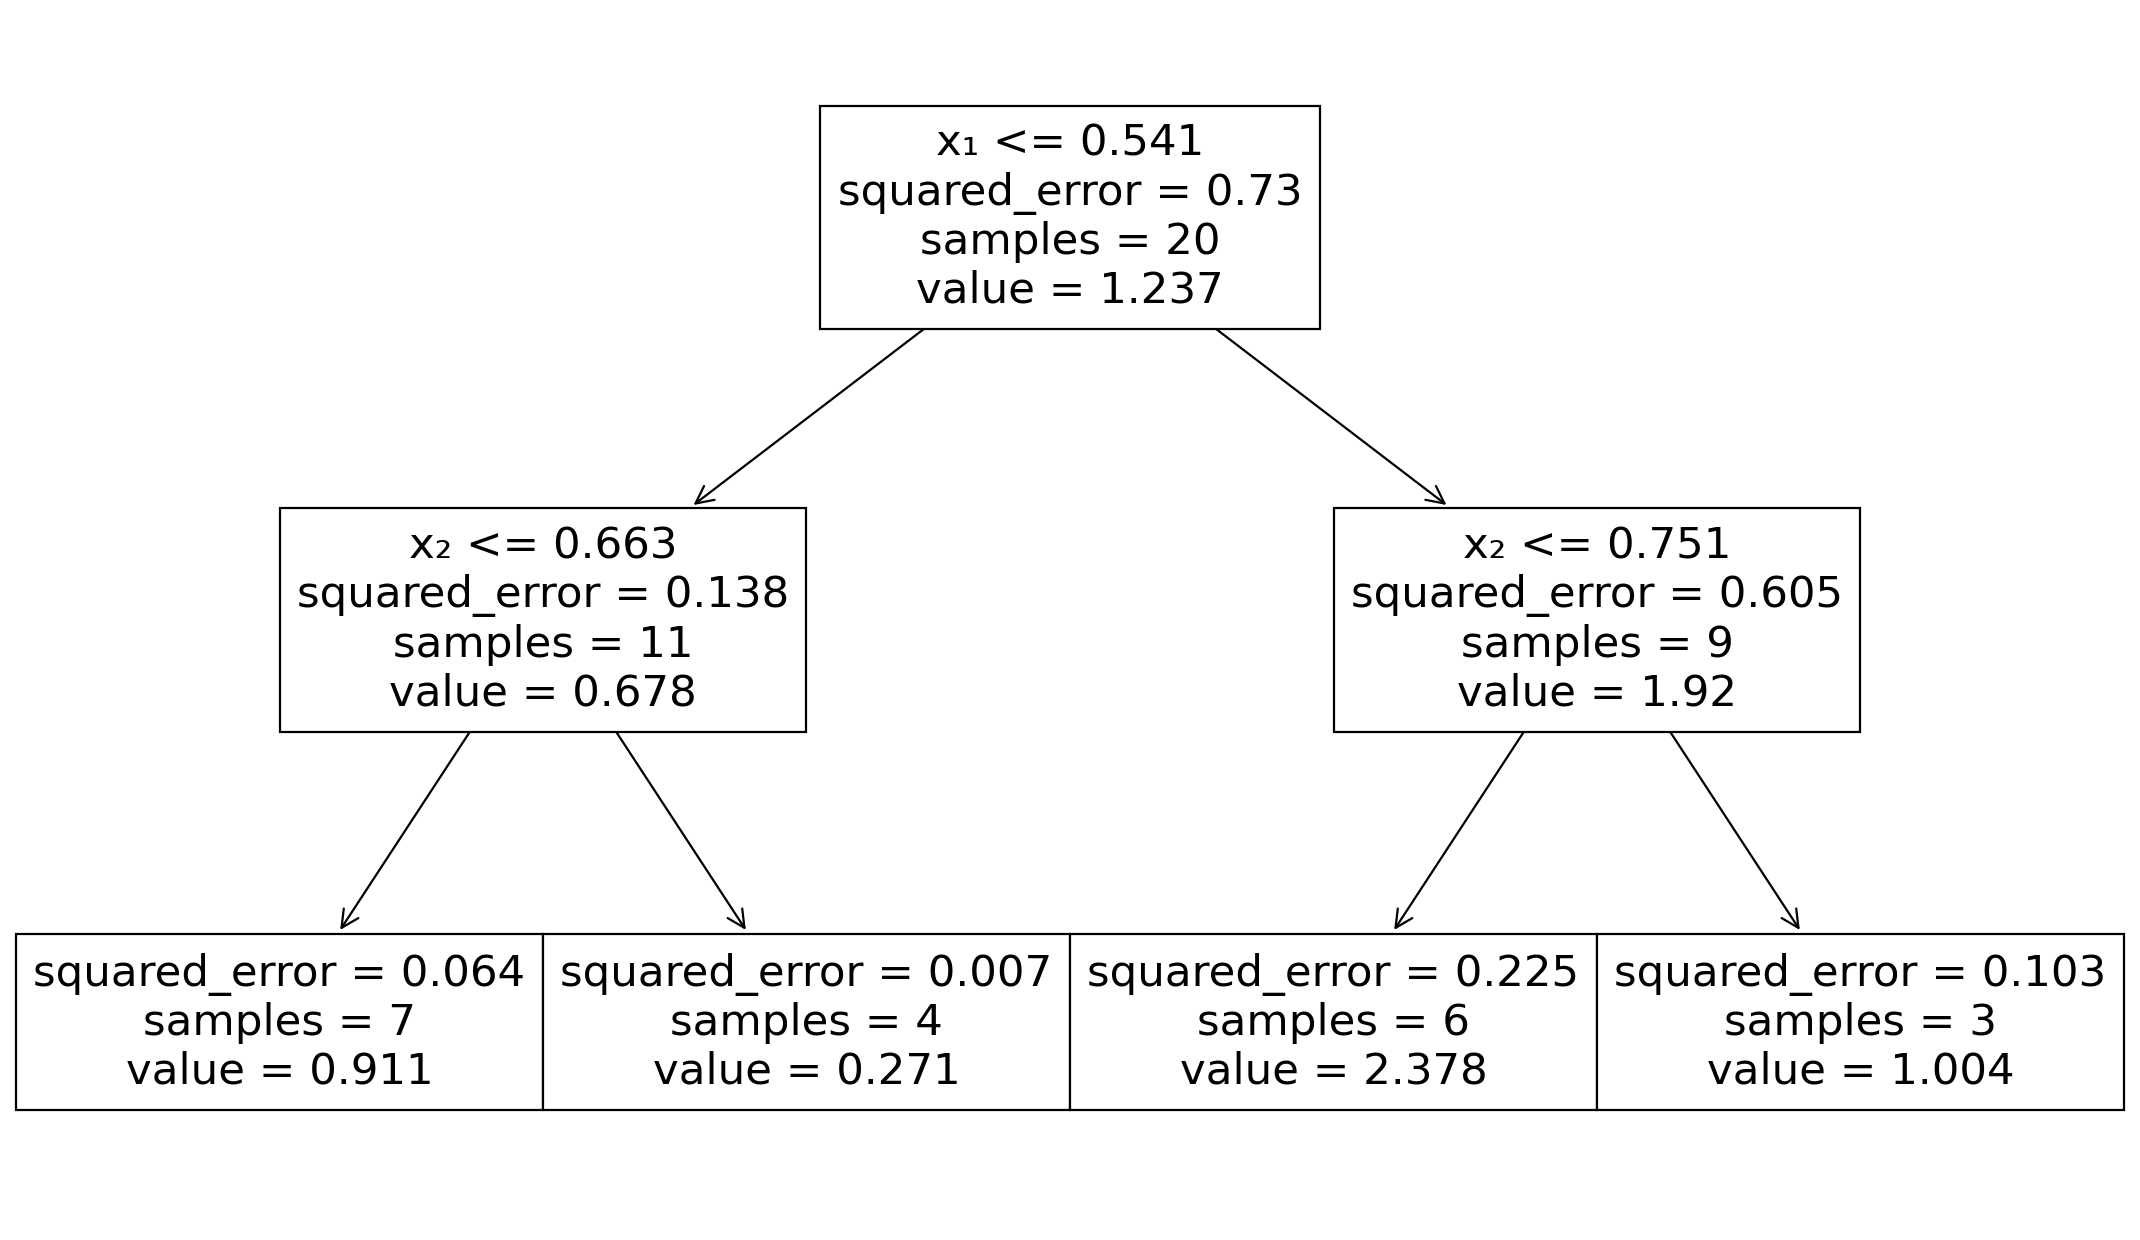 x₁ <= 0.541
squared_error = 0.73
samples = 20
value = 1.237
x₂ <= 0.663
squared_error = 0.138
samples = 11
value = 0.678
x₂ <= 0.751
squared_error = 0.605
samples = 9
value = 1.92
squared_error = 0.064
samples = 7
value = 0.911
squared_error = 0.007
samples = 4
value = 0.271
squared_error = 0.225
samples = 6
value = 2.378
squared_error = 0.103
samples = 3
value = 1.004